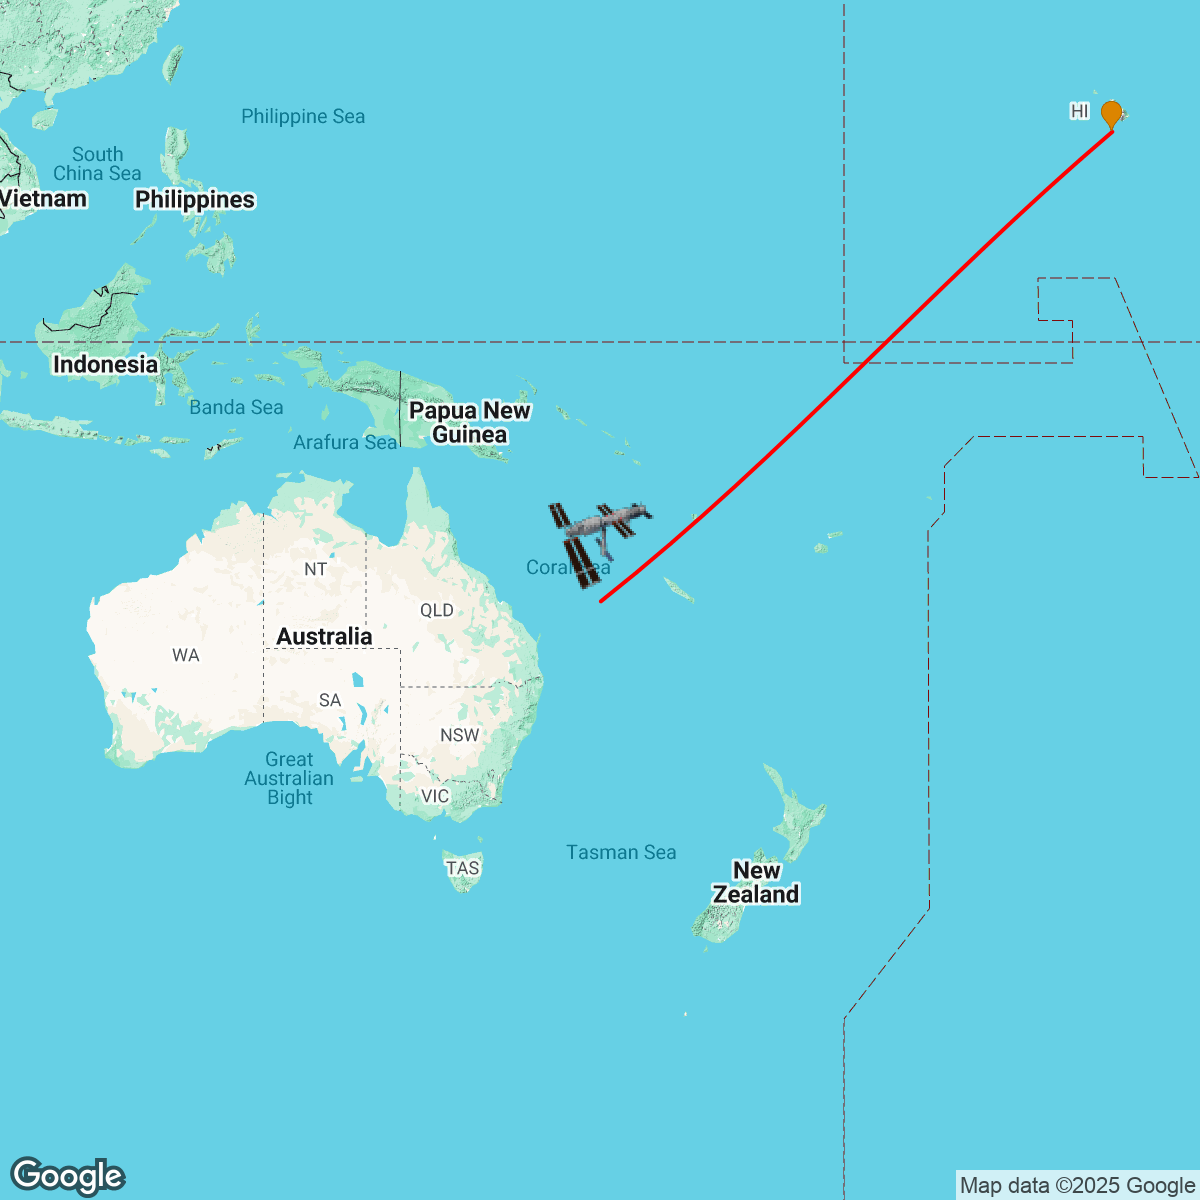 HI
Philippine Sea
South
China Sea
Vietnam
Philippines
Indonesia
Banda Sea
Papua New
Guinea
Arafura Sea
Coral Sea
NT
QLD
Australia
WA
SA
NSW
Great
Australian
Bight
VIC
TAS
Tasman Sea
New
Zealand
Google
Map data ©2025 Google